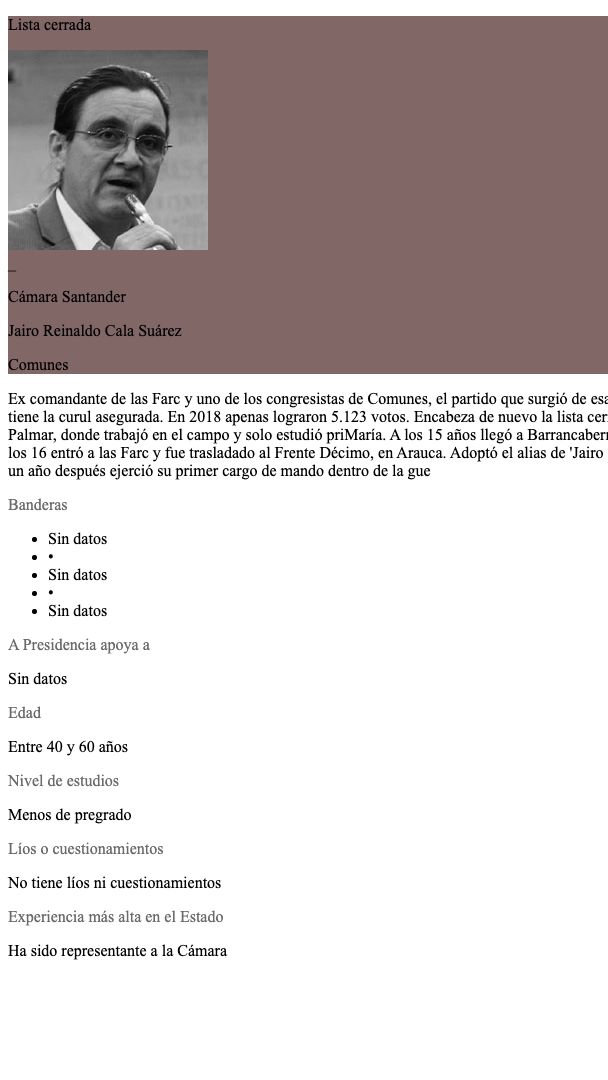 Lista cerrada
_
Cámara Santander
Jairo Reinaldo Cala Suárez
Comunes
Ex comandante de las Farc y uno de los congresistas de Comunes, el partido que surgió de
tiene la curul asegurada. En 2018 apenas lograron 5.123 votos. Encabeza de nuevo la lista
Palmar, donde trabajó en el campo y solo estudió priMaría. A los 15 años llegó a
los 16 entró a las Farc y fue trasladado al Frente Décimo, en Arauca. Adoptó el alias de 'Jairo
un año después ejerció su primer cargo de mando dentro de la gue
Banderas
• Sin datos
• •
• Sin datos
• •
• Sin datos
A Presidencia apoya a
Sin datos
Edad
Entre 40 y 60 años
Nivel de estudios
Menos de pregrado
Líos o cuestionamientos
No tiene líos ni cuestionamientos
Experiencia más alta en el Estado
Ha sido representante a la Cámara